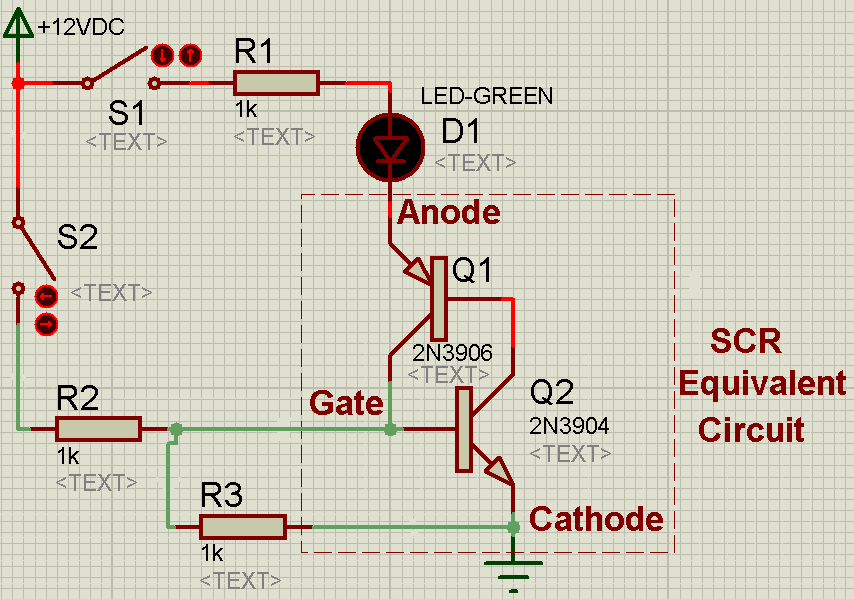 +12VDC
R1
S1
1k
<TEXT>
<TEXT>
LED-GREEN
D1
<TEXT>
Anode
S2
<TEXT>
Q1
2N3906
<TEXT>
SCR
Equivalent
Circuit
Gate
Q2
2N3904
<TEXT>
R2
1k
<TEXT>
R3
1k
<TEXT>
Cathode